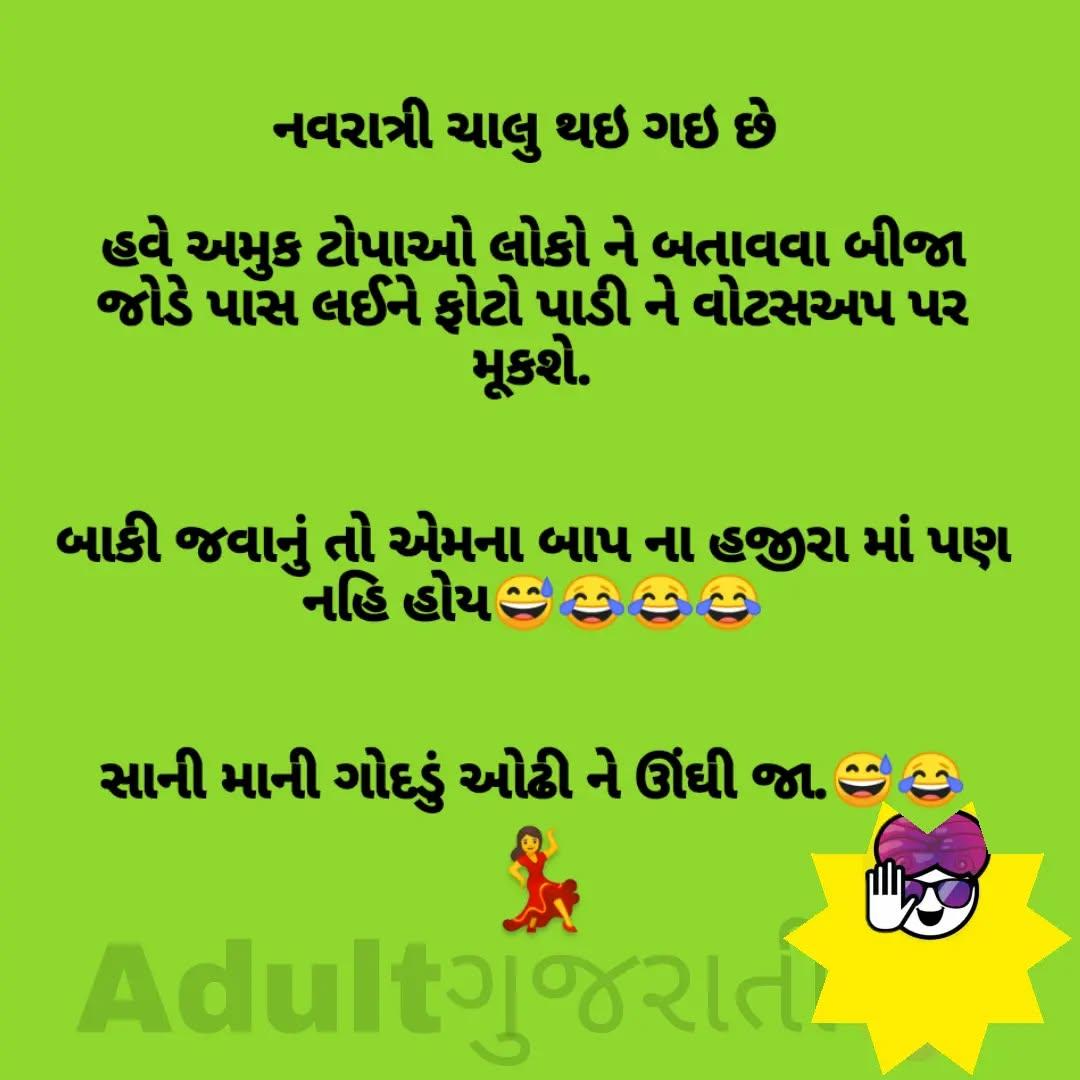 નવરાત્રી ચાલુ થઇ ગઇ છે
હવે અમુક ટોપાઓ લોકો ને બતાવવા બીજા
જોડે પાસ લઈને ફોટો પાડી ને વોટસઅપ પર
મૂકશે.
બાકી જવાનું તો એમના બાપ ના હજીરા માં પણ
નહિ હોય😅😂😂😂
સાની માની ગોદડું ઓઢી ને ઊંઘી જા.😅😂
💃
Adultગુજરાતી